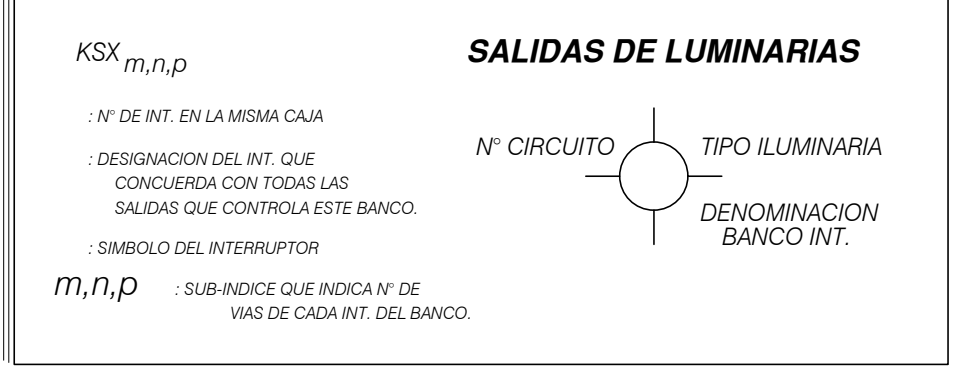 KSX m,n,p
: N° DE INT. EN LA MISMA CAJA
: DESIGNACION DEL INT. QUE
CONCUERDA CON TODAS LAS
SALIDAS QUE CONTROLA ESTE BANCO.
: SIMBOLO DEL INTERRUPTOR
m,n,p : SUB-INDICE QUE INDICA N° DE
VIAS DE CADA INT. DEL BANCO.
SALIDAS DE LUMINARIAS
N° CIRCUITO TIPO ILUMINARIA
DENOMINACION
BANCO INT.